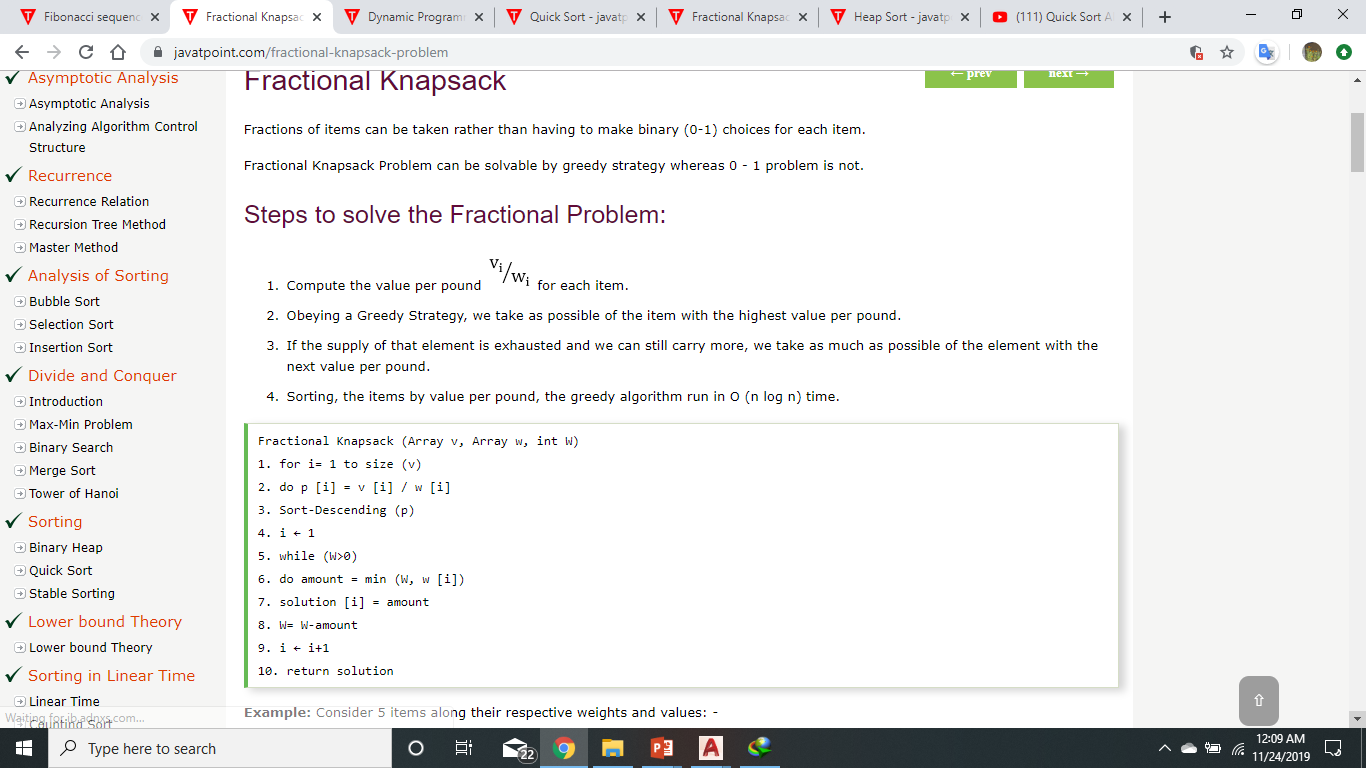 Fibonacci sequenc
Fractional Knapsac
Dynamic Program
Quick Sort - javatp
Fractional Knapsac
Heap Sort - javatp
(111) Quick Sort A
javatpoint.com/fractional-knapsack-problem
Asymptotic Analysis
Asymptotic Analysis
Analyzing Algorithm Control
Structure
Recurrence
Recurrence Relation
Recursion Tree Method
Master Method
Analysis of Sorting
Bubble Sort
Selection Sort
Insertion Sort
Divide and Conquer
Introduction
Max-Min Problem
Binary Search
Merge Sort
Tower of Hanoi
Sorting
Binary Heap
Quick Sort
Stable Sorting
Lower bound Theory
Lower bound Theory
Sorting in Linear Time
Linear Time
Counting Sort
Waiting for ib.adnxs.com...
Fractional Knapsack
← prev
next →
Fractions of items can be taken rather than having to make binary (0-1) choices for each item.
Fractional Knapsack Problem can be solvable by greedy strategy whereas 0 - 1 problem is not.
Steps to solve the Fractional Problem:
1. Compute the value per pound vi/wi for each item.
2. Obeying a Greedy Strategy, we take as possible of the item with the highest value per pound.
3. If the supply of that element is exhausted and we can still carry more, we take as much as possible of the element with the
next value per pound.
4. Sorting, the items by value per pound, the greedy algorithm run in O (n log n) time.
Fractional Knapsack (Array v, Array w, int W)
1. for i= 1 to size (v)
2. do p [i] = v [i] / w [i]
3. Sort-Descending (p)
4. i ← 1
5. while (W>0)
6. do amount = min (W, w [i])
7. solution [i] = amount
8. W= W-amount
9. i ← i+1
10. return solution
Example: Consider 5 items along their respective weights and values: -
Type here to search
22
12:09 AM
11/24/2019